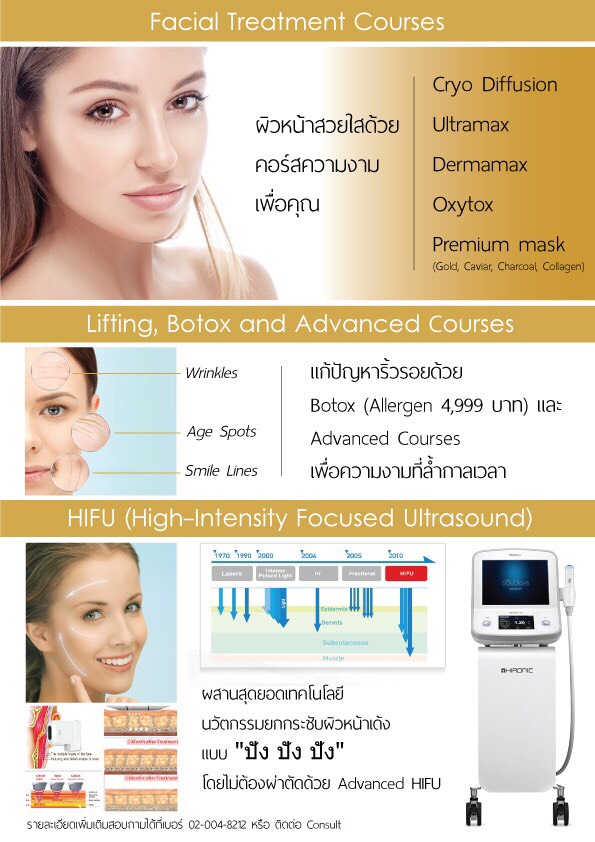 Facial Treatment Courses
ผิวหน้าสวยใสด้วย
คอร์สความงาม
เพื่อคุณ
Cryo Diffusion
Ultramax
Dermamax
Oxytox
Premium mask
(Gold, Caviar, Charcoal, Collagen)
Lifting, Botox and Advanced Courses
Wrinkles
Age Spots
Smile Lines
แก้ปัญหาริ้วรอยด้วย
Botox (Allergen 4,999 บาท) และ
Advanced Courses
เพื่อความงามที่ล้ำกาลเวลา
HIFU (High-Intensity Focused Ultrasound)
1970 1990 2000 2004 2005 2010
Lasers Intense Pulsed Light RF Fractional HIFU
Light
Epidermis
Dermis
Subcutaneous
Muscle
HIRONIC
ผสานสุดยอดเทคโนโลยี
นวัตกรรมยกกระชับผิวหน้าเด้ง
แบบ "ปัง ปัง ปัง"
โดยไม่ต้องผ่าตัดด้วย Advanced HIFU
รายละเอียดเพิ่มเติมสอบถามได้ที่เบอร์ 02-004-8212 หรือ ติดต่อ Consult